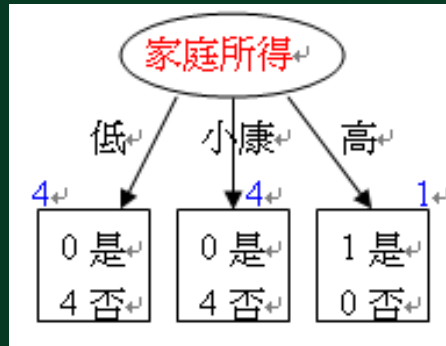 家庭所得
低 小康 高
4 4 1
0 是 0 是 1 是
4 否 4 否 0 否